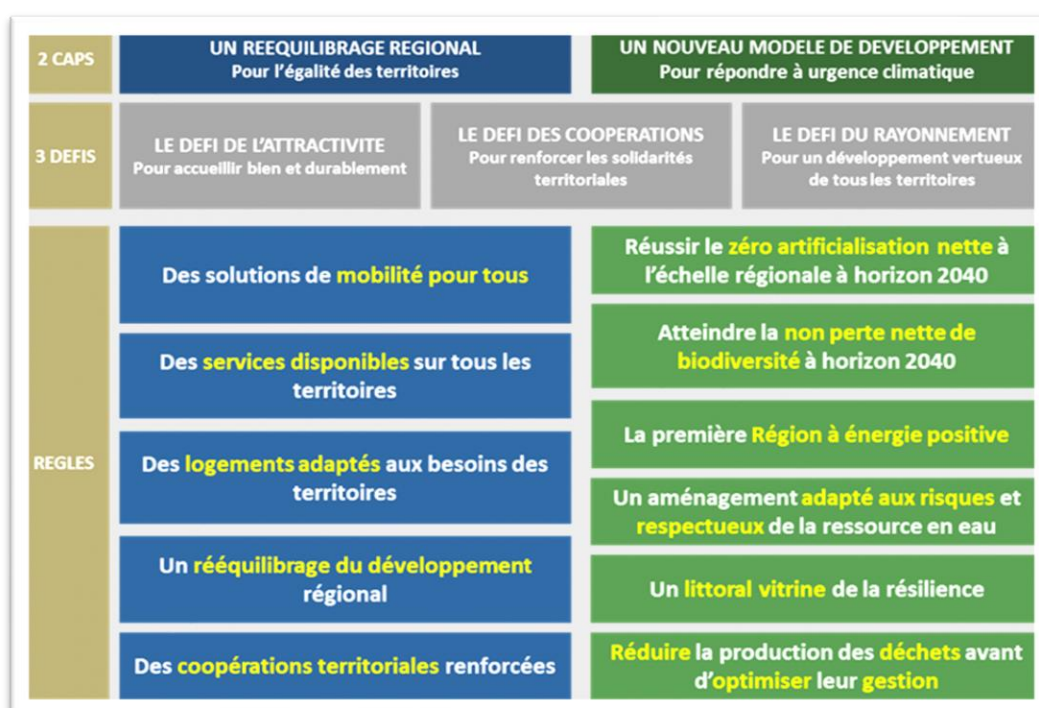 2 CAPS
UN REEQUILIBRAGE REGIONAL
Pour l'égalité des territoires
UN NOUVEAU MODELE DE DEVELOPPEMENT
Pour répondre à urgence climatique
3 DEFIS
LE DEFI DE L'ATTRACTIVITE
Pour accueillir bien et durablement
LE DEFI DES COOPERATIONS
Pour renforcer les solidarités
territoriales
LE DEFI DU RAYONNEMENT
Pour un développement vertueux
de tous les territoires
REGLES
Des solutions de mobilité pour tous
Des services disponibles sur tous les
territoires
Des logements adaptés aux besoins des
territoires
Un rééquilibrage du développement
régional
Des coopérations territoriales renforcées
Réussir le zéro artificialisation nette à
l'échelle régionale à horizon 2040
Atteindre la non perte nette de
biodiversité à horizon 2040
La première Région à énergie positive
Un aménagement adapté aux risques et
respectueux de la ressource en eau
Un littoral vitrine de la résilience
Réduire la production des déchets avant
d'optimiser leur gestion